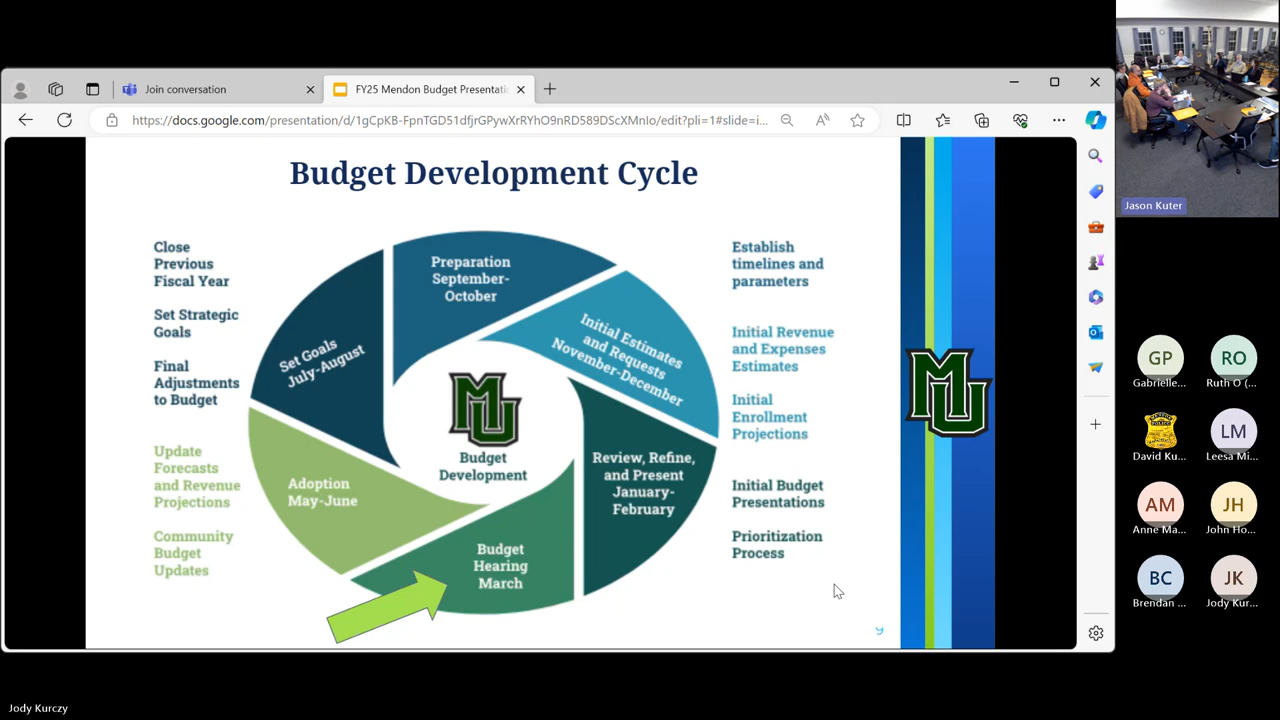 Join conversation
FY25 Mendon Budget Presentatic
https://docs.google.com/presentation/d/1gCpKB-FpnTGD51dfjrGPywXrRYhO9nRD589DScXMnIo/edit?pli=1#slide=i...
Budget Development Cycle
Close
Previous
Fiscal Year
Set Strategic
Goals
Final
Adjustments
to Budget
Update
Forecasts
and Revenue
Projections
Community
Budget
Updates
Set Goals
July-August
Preparation
September-
October
Initial Estimates
and Requests
November-December
Review, Refine,
and Present
January-
February
Budget
Hearing
March
Adoption
May-June
MU
Budget
Development
Establish
timelines and
parameters
Initial Revenue
and Expenses
Estimates
Initial
Enrollment
Projections
Initial Budget
Presentations
Prioritization
Process
MU
9
Jason Kuter
GP
Gabrielle...
RO
Ruth O (...
David Ku...
LM
Leesa Mi...
AM
Anne Ma...
JH
John Ho...
BC
Brendan ...
JK
Jody Kur...
Jody Kurczy